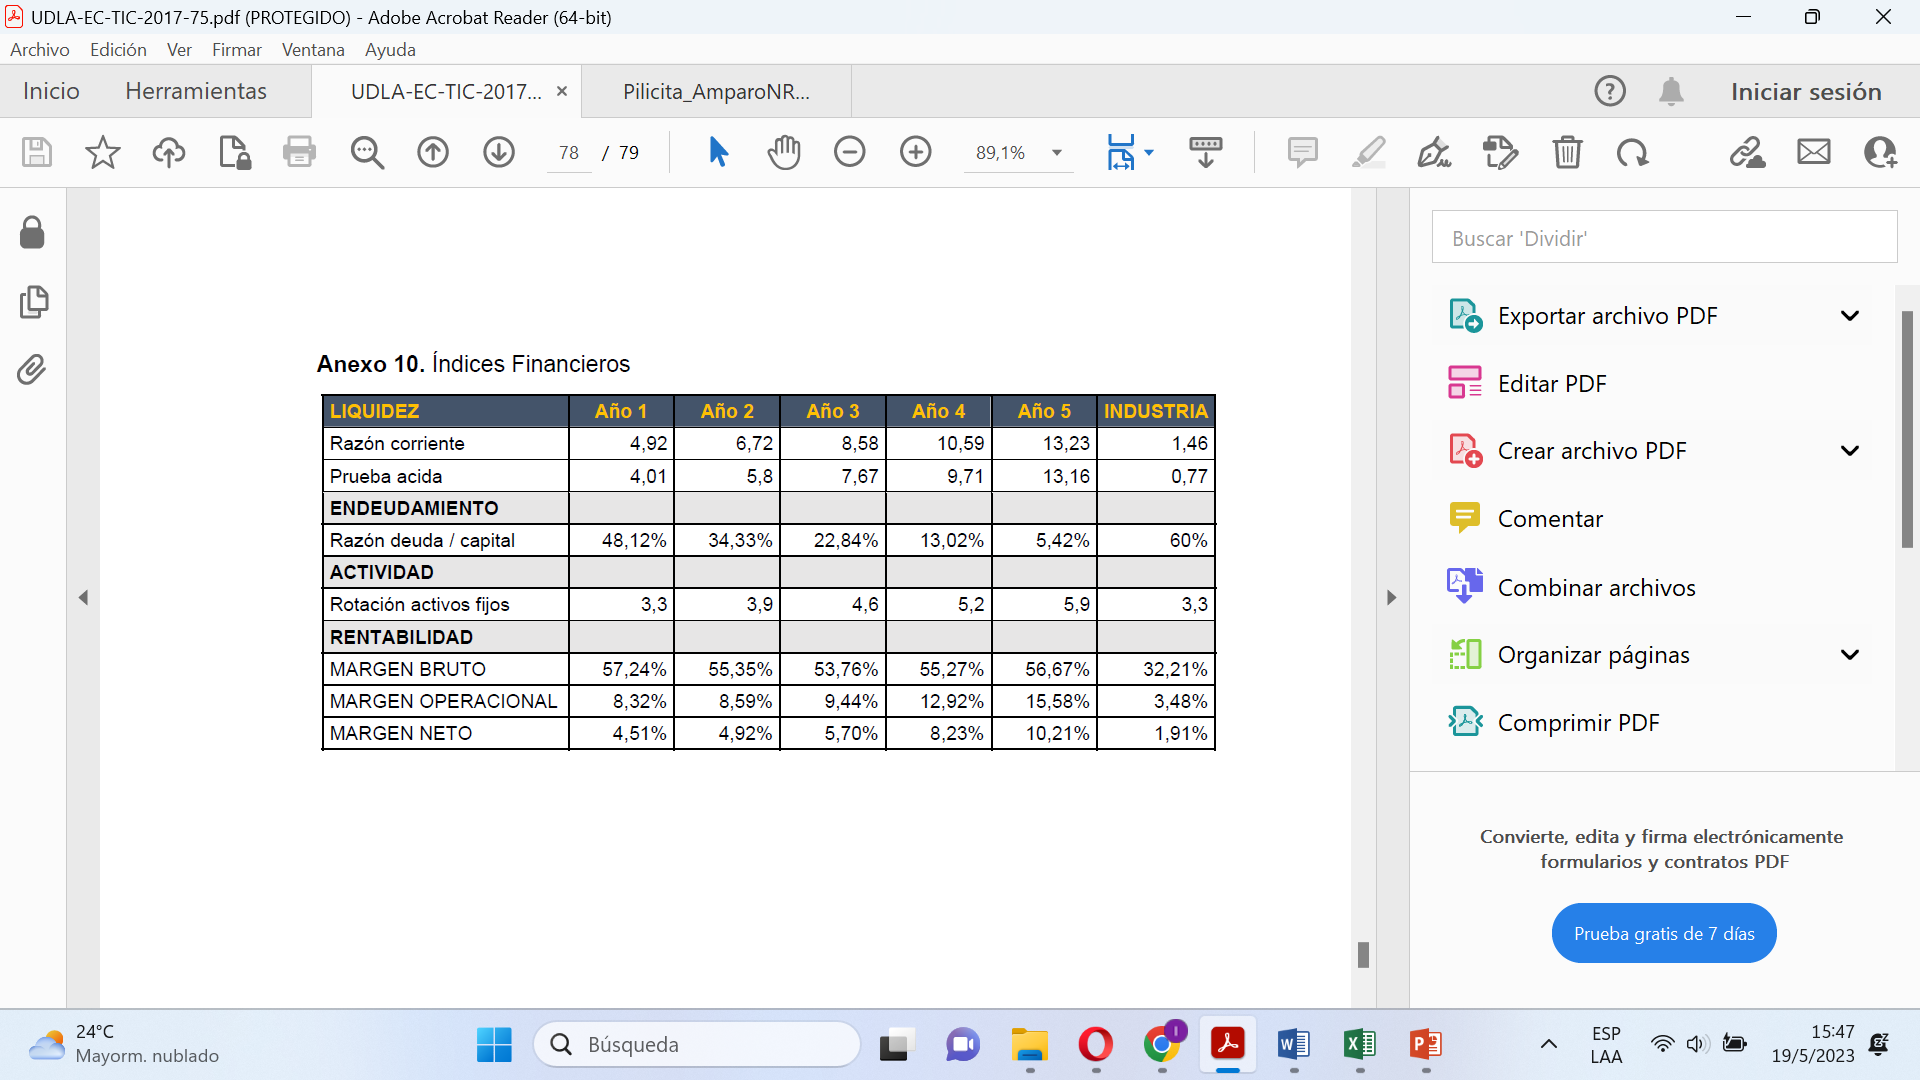 UDLA-EC-TIC-2017-75.pdf (PROTEGIDO) - Adobe Acrobat Reader (64-bit)
Archivo Edición Ver Firmar Ventana Ayuda
Inicio Herramientas UDLA-EC-TIC-2017... × Pilicita_AmparoNR... Iniciar sesión
78 / 79 89,1%
Buscar 'Dividir'
Exportar archivo PDF
Editar PDF
Crear archivo PDF
Comentar
Combinar archivos
Organizar páginas
Comprimir PDF
Convierte, edita y firma electrónicamente
formularios y contratos PDF
Prueba gratis de 7 días
Anexo 10. Índices Financieros
LIQUIDEZ Año 1 Año 2 Año 3 Año 4 Año 5 INDUSTRIA
Razón corriente 4,92 6,72 8,58 10,59 13,23 1,46
Prueba acida 4,01 5,8 7,67 9,71 13,16 0,77
ENDEUDAMIENTO
Razón deuda / capital 48,12% 34,33% 22,84% 13,02% 5,42% 60%
ACTIVIDAD
Rotación activos fijos 3,3 3,9 4,6 5,2 5,9 3,3
RENTABILIDAD
MARGEN BRUTO 57,24% 55,35% 53,76% 55,27% 56,67% 32,21%
MARGEN OPERACIONAL 8,32% 8,59% 9,44% 12,92% 15,58% 3,48%
MARGEN NETO 4,51% 4,92% 5,70% 8,23% 10,21% 1,91%
24°C
Mayorm. nublado
Búsqueda
ESP
LAA
15:47
19/5/2023